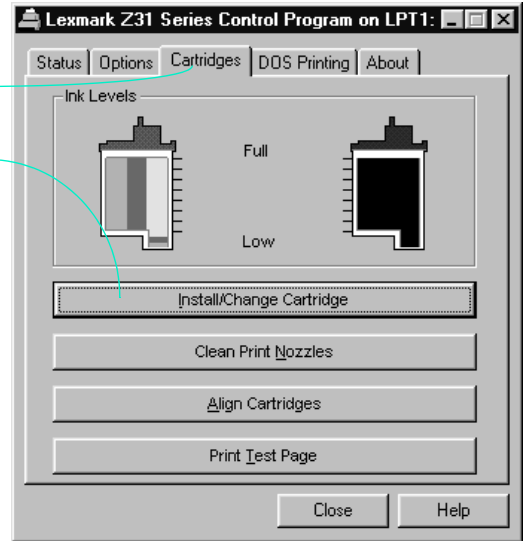 Lexmark Z31 Series Control Program on LPT1:
Status Options Cartridges DOS Printing About
Ink Levels
Full
Low
Install/Change Cartridge
Clean Print Nozzles
Align Cartridges
Print Test Page
Close Help